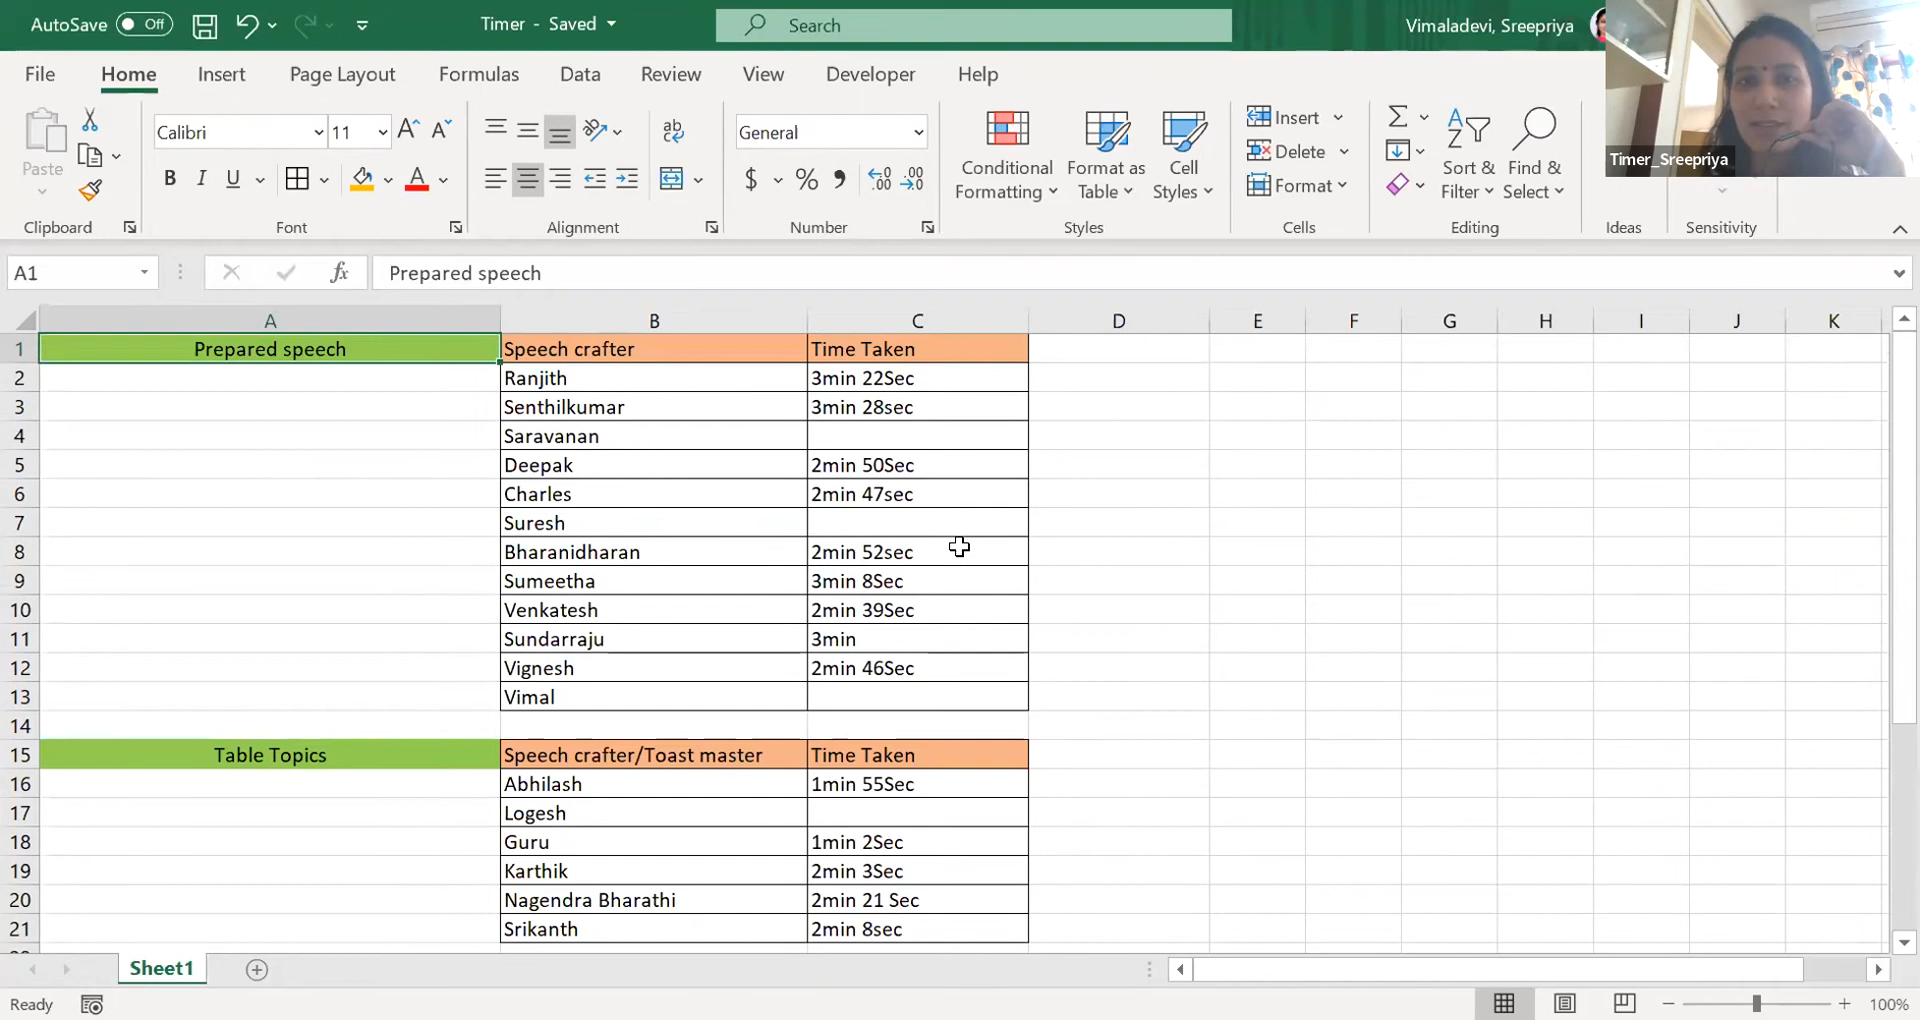 AutoSave Off Timer - Saved Search Vimaladevi, Sreepriya
File Home Insert Page Layout Formulas Data Review View Developer Help
Timer_Sreepriya
Paste Calibri 11 General Conditional Formatting Format as Table Cell Styles Insert Delete Format Sort & Filter Find & Select
Clipboard Font Alignment Number Styles Cells Editing Ideas Sensitivity
A1 fx Prepared speech
A B C D E F G H I J K
1 Prepared speech Speech crafter Time Taken
2 Ranjith 3min 22Sec
3 Senthilkumar 3min 28sec
4 Saravanan
5 Deepak 2min 50Sec
6 Charles 2min 47sec
7 Suresh
8 Bharanidharan 2min 52sec
9 Sumeetha 3min 8Sec
10 Venkatesh 2min 39Sec
11 Sundarraju 3min
12 Vignesh 2min 46Sec
13 Vimal
14
15 Table Topics Speech crafter/Toast master Time Taken
16 Abhilash 1min 55Sec
17 Logesh
18 Guru 1min 2Sec
19 Karthik 2min 3Sec
20 Nagendra Bharathi 2min 21 Sec
21 Srikanth 2min 8sec
Sheet1
Ready 100%